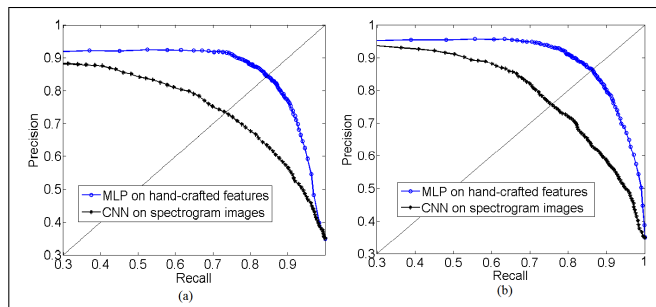 1
0.9
0.8
0.7
0.6
0.5
0.4
0.3
Precision
MLP on hand-crafted features
CNN on spectrogram images
0.3 0.4 0.5 0.6 0.7 0.8 0.9 1
Recall
(a)
1
0.9
0.8
0.7
0.6
0.5
0.4
0.3
Precision
MLP on hand-crafted features
CNN on spectrogram images
0.3 0.4 0.5 0.6 0.7 0.8 0.9 1
Recall
(b)